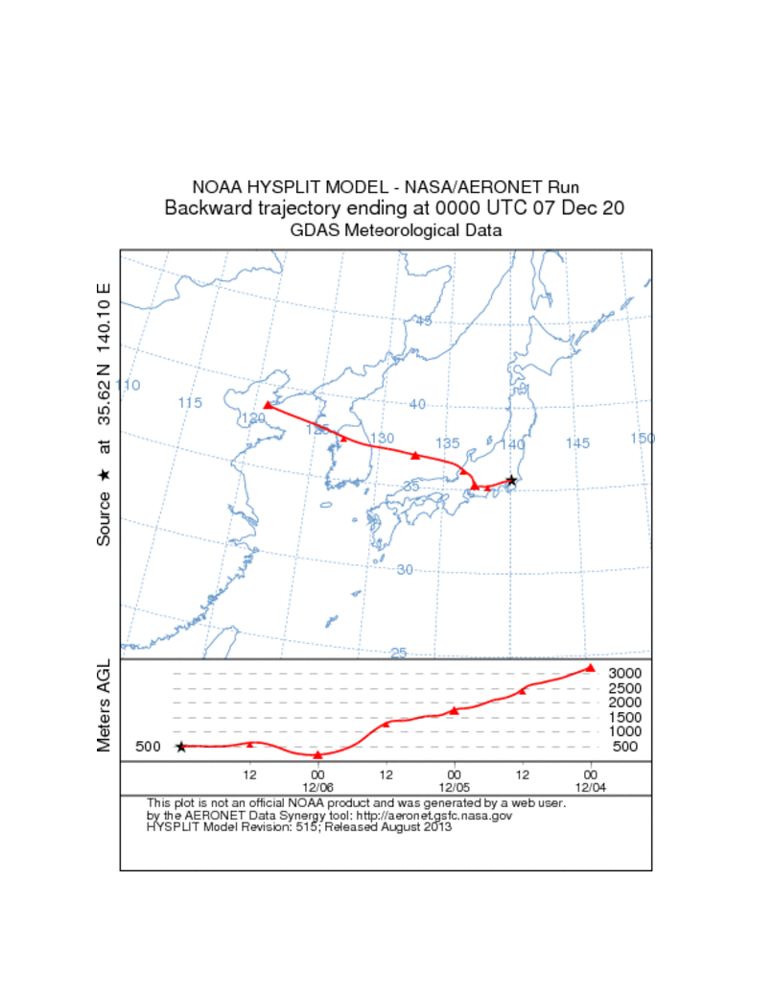 NOAA HYSPLIT MODEL - NASA/AERONET Run
Backward trajectory ending at 0000 UTC 07 Dec 20
GDAS Meteorological Data
Source ★ at 35.62 N 140.10 E
45
110
115
120
125
40
130
135
140
145
150
35
30
25
Meters AGL
500
3000
2500
2000
1500
1000
500
12 00 12 00 12 00
12/06 12/05 12/04
This plot is not an official NOAA product and was generated by a web user.
by the AERONET Data Synergy tool: http://aeronet.gsfc.nasa.gov
HYSPLIT Model Revision: 515; Released August 2013